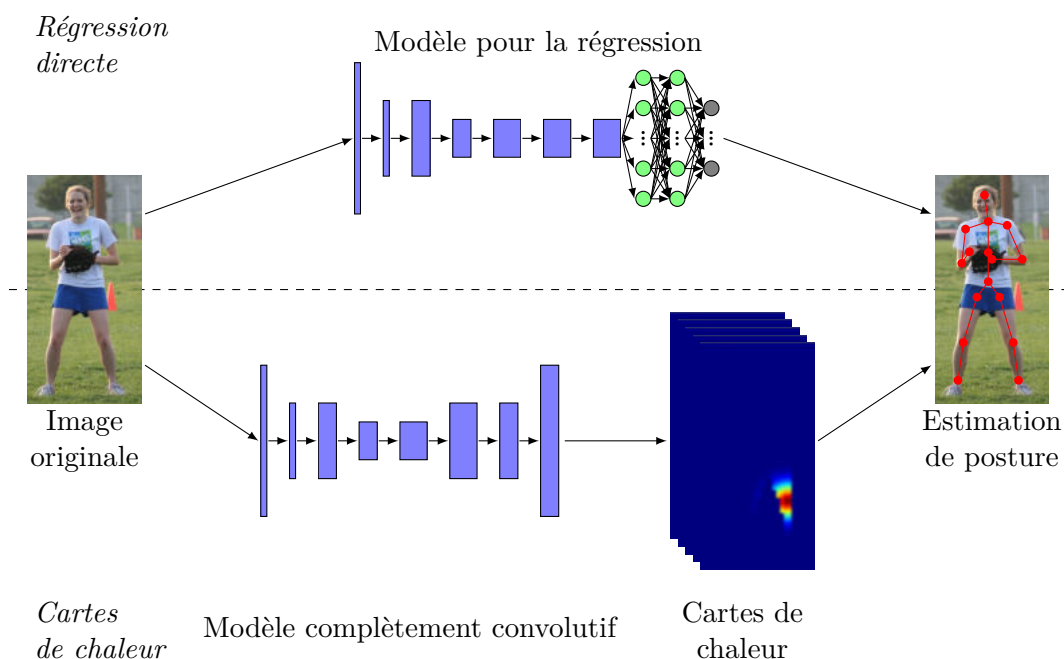 Régression
directe
Modèle pour la régression
Image
originale
Estimation
de posture
Cartes
de chaleur
Modèle complètement convolutif
Cartes de
chaleur